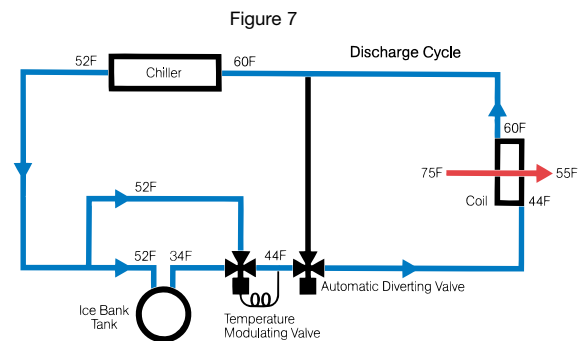 Figure 7
Discharge Cycle
52F
Chiller
60F
60F
75F
55F
Coil
44F
52F
52F
34F
44F
Automatic Diverting Valve
Ice Bank
Tank
Temperature
Modulating Valve